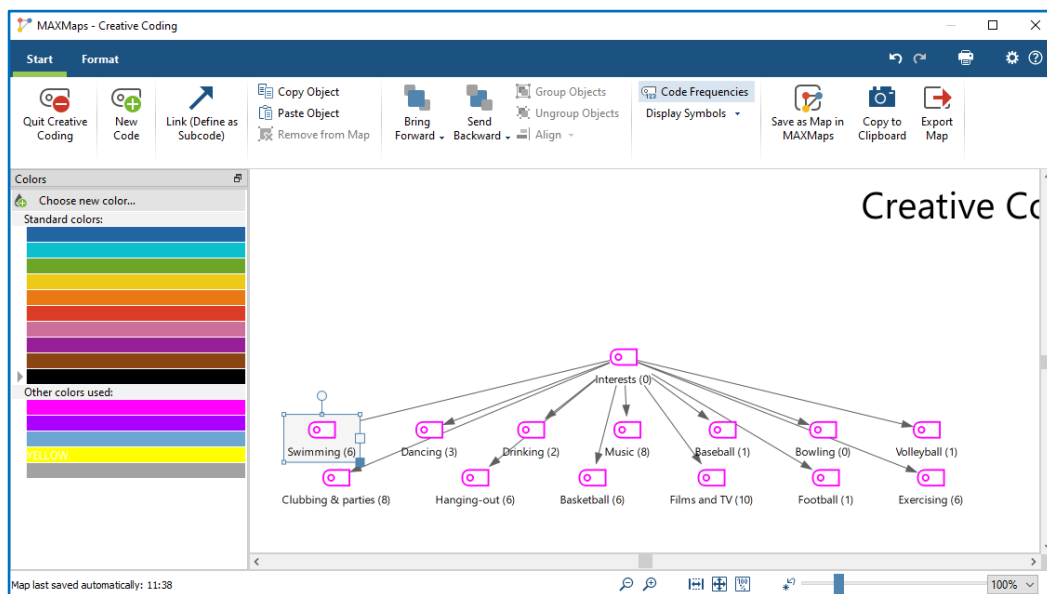 MAXMaps - Creative Coding
Start Format
Quit Creative Coding
New Code
Link (Define as Subcode)
Copy Object
Paste Object
Remove from Map
Bring Forward
Send Backward
Group Objects
Ungroup Objects
Align
Code Frequencies
Display Symbols
Save as Map in MAXMaps
Copy to Clipboard
Export Map
Colors
Choose new color...
Standard colors:
Other colors used:
YELLOW
Creative Co
Interests (0)
Swimming (6) Dancing (3) Drinking (2) Music (8) Baseball (1) Bowling (0) Volleyball (1)
Clubbing & parties (8) Hanging-out (6) Basketball (6) Films and TV (10) Football (1) Exercising (6)
Map last saved automatically: 11:38
100%